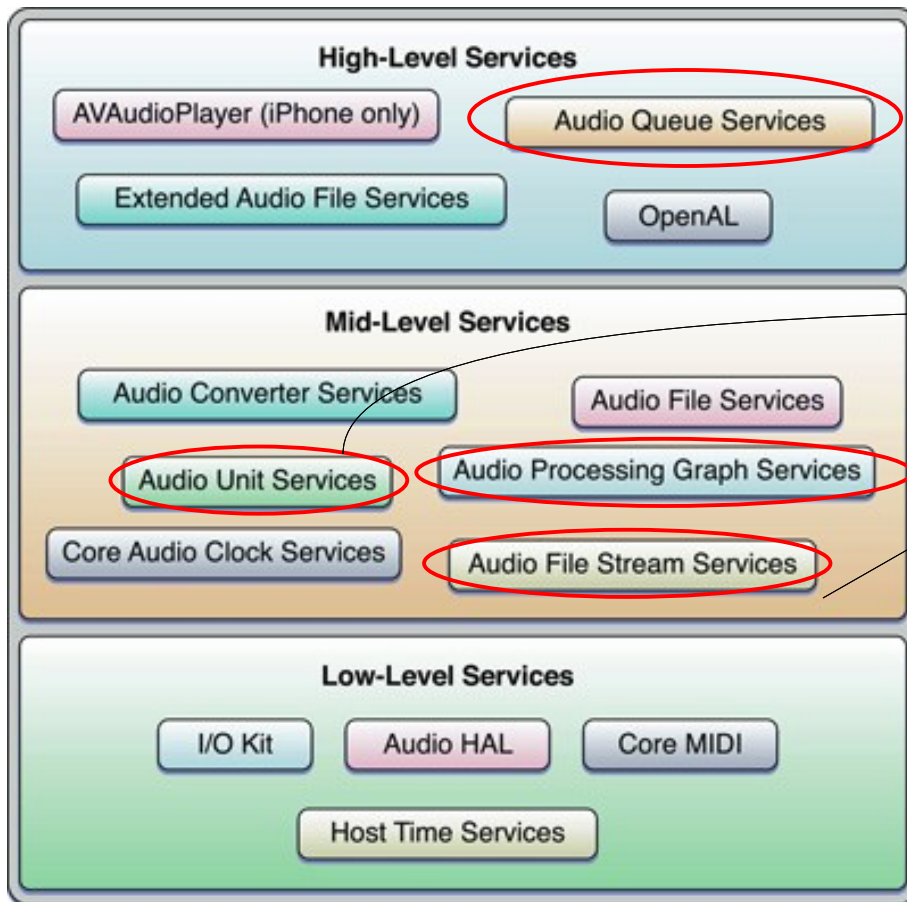 High-Level Services
AVAudioPlayer (iPhone only)
Audio Queue Services
Extended Audio File Services
OpenAL
Mid-Level Services
Audio Converter Services
Audio File Services
Audio Unit Services
Audio Processing Graph Services
Core Audio Clock Services
Audio File Stream Services
Low-Level Services
I/O Kit
Audio HAL
Core MIDI
Host Time Services